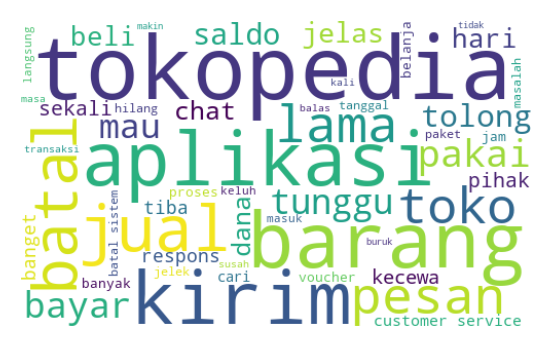 makin
tidak
langsung
beli
saldo
jelas
belanja
hari
masalah
tokopedia
kali
masa
sekali
hilang
chat
balas
tanggal
mau
lama
tolong
paket
jam
transaksi
batal
aplikasi
pakai
proses
keluh
pihak
banget
batal sistem
tiba
dana
tunggu
toko
jual
masuk
barang
respons
buruk
banyak
jelek
susah
cari
voucher
kecewa
bayar
kirim
pesan
customer service